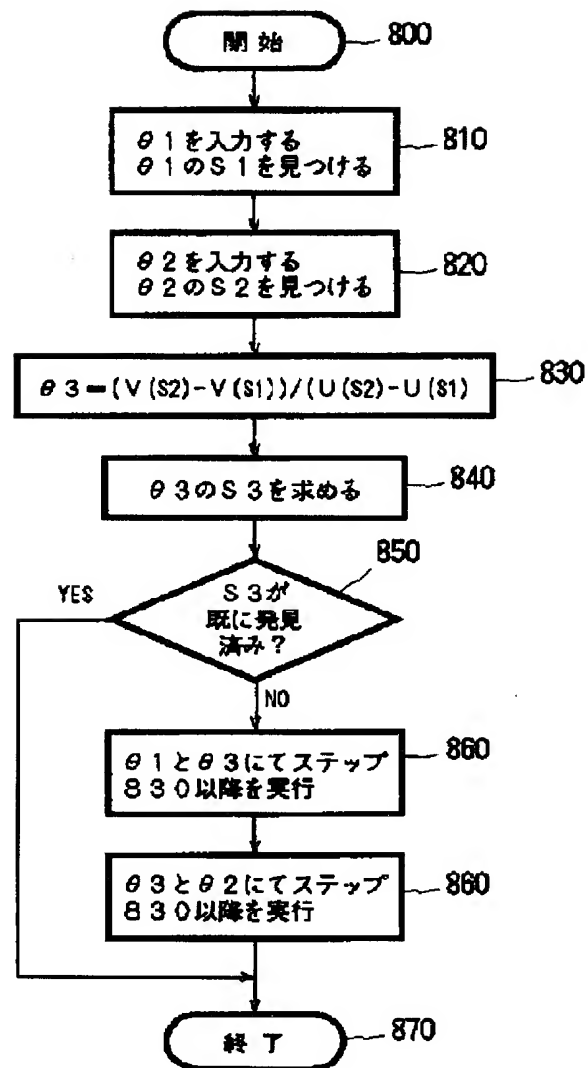 開始
800
θ1を入力する
θ1のS1を見つける
810
θ2を入力する
θ2のS2を見つける
820
θ3=(V(S2)-V(S1))/(U(S2)-U(S1)
830
θ3のS3を求める
840
850
YES
S3が
既に発見
済み?
NO
θ1とθ3にてステップ
830以降を実行
860
θ3とθ2にてステップ
830以降を実行
860
終了
870